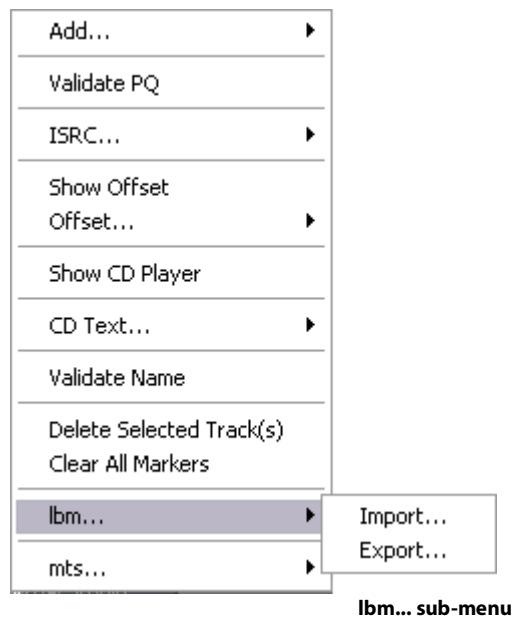 Add...
Validate PQ
ISRC...
Show Offset
Offset...
Show CD Player
CD Text...
Validate Name
Delete Selected Track(s)
Clear All Markers
lbm...
Import...
Export...
mts...
lbm... sub-menu